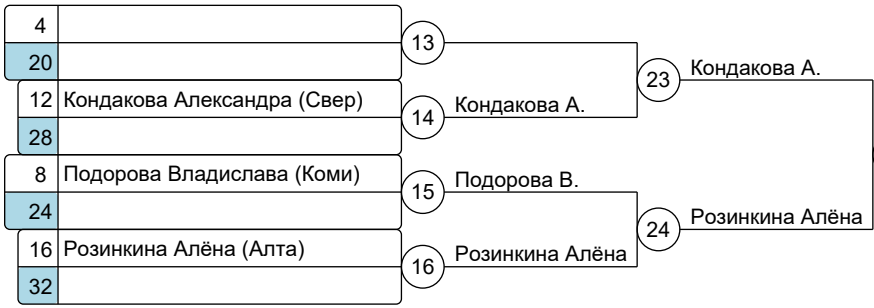 4
20
13
12 Кондакова Александра (Свер)
28
14 Кондакова А.
23 Кондакова А.
8 Подорова Владислава (Коми)
24
15 Подорова В.
16 Розинкина Алёна (Алта)
32
16 Розинкина Алёна
24 Розинкина Алёна